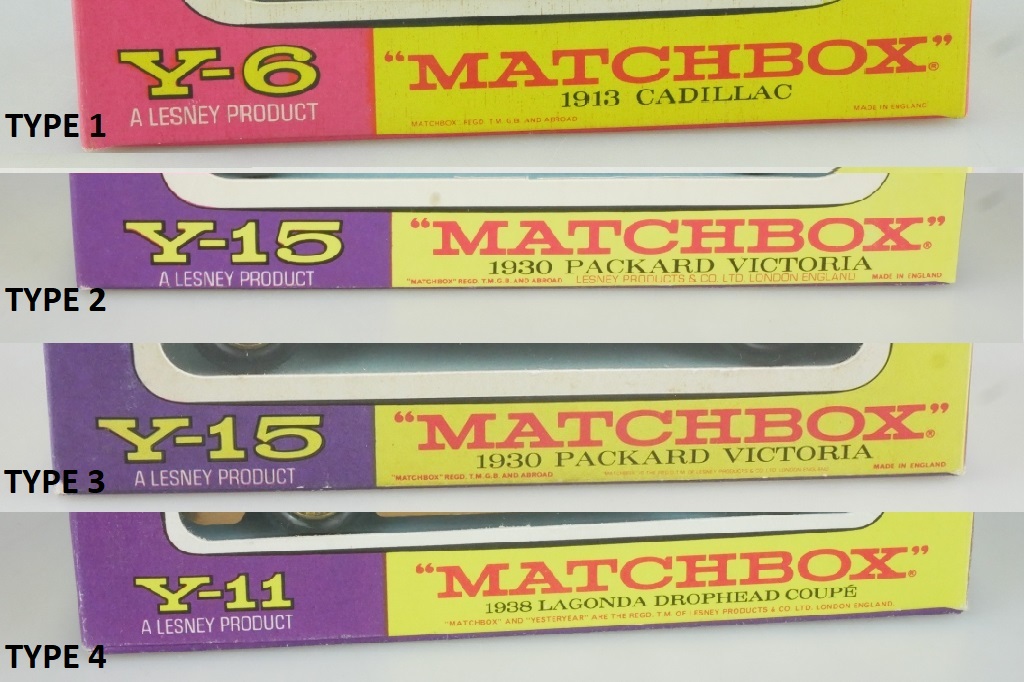 Y-6
"MATCHBOX"®
1913 CADILLAC
A LESNEY PRODUCT
MATCHBOX REGD. T.M. G.B. AND ABROAD
MADE IN ENGLAND
TYPE 1
Y-15
"MATCHBOX"®
1930 PACKARD VICTORIA
A LESNEY PRODUCT
"MATCHBOX" REGD. T.M. G.B. AND ABROAD LESNEY PRODUCTS & CO. LTD. LONDON ENGLAND MADE IN ENGLAND
TYPE 2
Y-15
"MATCHBOX"®
1930 PACKARD VICTORIA
A LESNEY PRODUCT
"MATCHBOX" REGD. T.M. G.B. AND ABROAD
MADE IN ENGLAND
TYPE 3
Y-11
"MATCHBOX"®
1938 LAGONDA DROPHEAD COUPÉ
A LESNEY PRODUCT
"MATCHBOX" AND "YESTERYEAR" ARE THE REGD. T.M. OF LESNEY PRODUCTS & CO. LTD. LONDON ENGLAND
TYPE 4